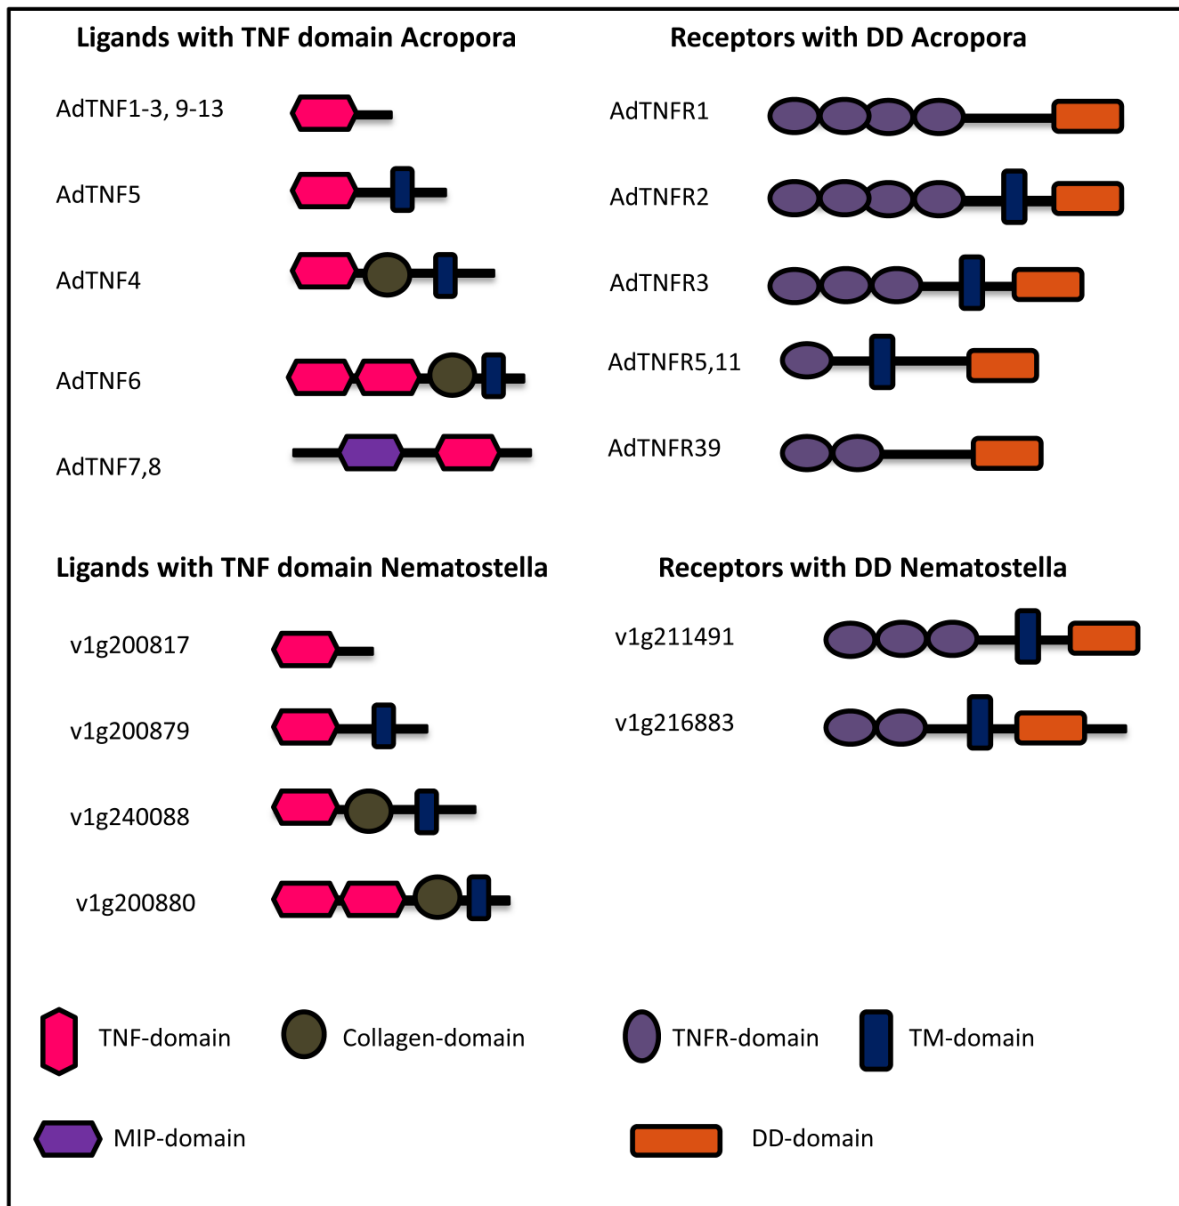 Ligands with TNF domain Acropora
AdTNF1-3, 9-13
AdTNF5
AdTNF4
AdTNF6
AdTNF7,8
Receptors with DD Acropora
AdTNFR1
AdTNFR2
AdTNFR3
AdTNFR5,11
AdTNFR39
Ligands with TNF domain Nematostella
v1g200817
v1g200879
v1g240088
v1g200880
Receptors with DD Nematostella
v1g211491
v1g216883
TNF-domain
Collagen-domain
TNFR-domain
TM-domain
MIP-domain
DD-domain